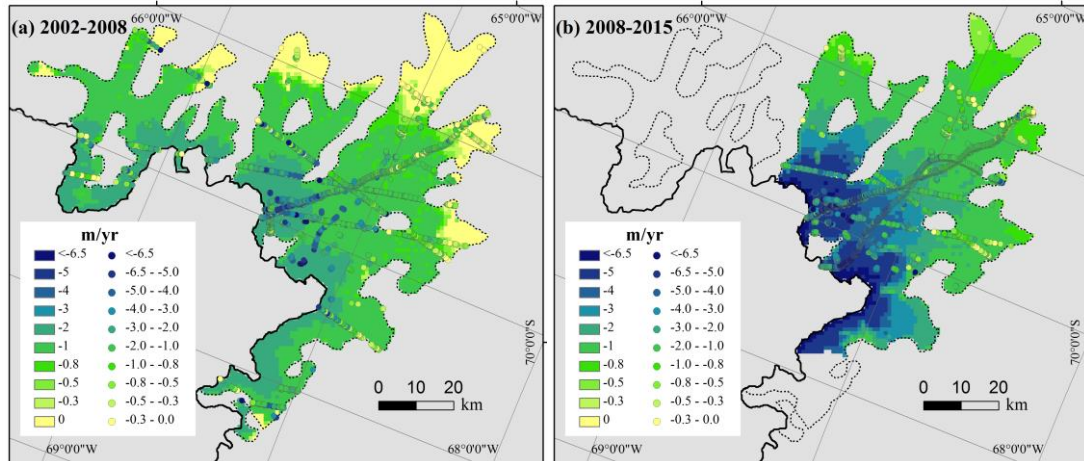 (a) 2002-2008
66°0'0"W
65°0'0"W
m/yr
<-6.5 <-6.5
-5 -6.5 - -5.0
-4 -5.0 - -4.0
-3 -4.0 - -3.0
-2 -3.0 - -2.0
-1 -2.0 - -1.0
-0.8 -1.0 - -0.8
-0.5 -0.8 - -0.5
-0.3 -0.5 - -0.3
0 -0.3 - 0.0
0 10 20
km
70°0'0"S
69°0'0"W
68°0'0"W
(b) 2008-2015
66°0'0"W
65°0'0"W
m/yr
<-6.5 <-6.5
-5 -6.5 - -5.0
-4 -5.0 - -4.0
-3 -4.0 - -3.0
-2 -3.0 - -2.0
-1 -2.0 - -1.0
-0.8 -1.0 - -0.8
-0.5 -0.8 - -0.5
-0.3 -0.5 - -0.3
0 -0.3 - 0.0
0 10 20
km
70°0'0"S
69°0'0"W
68°0'0"W